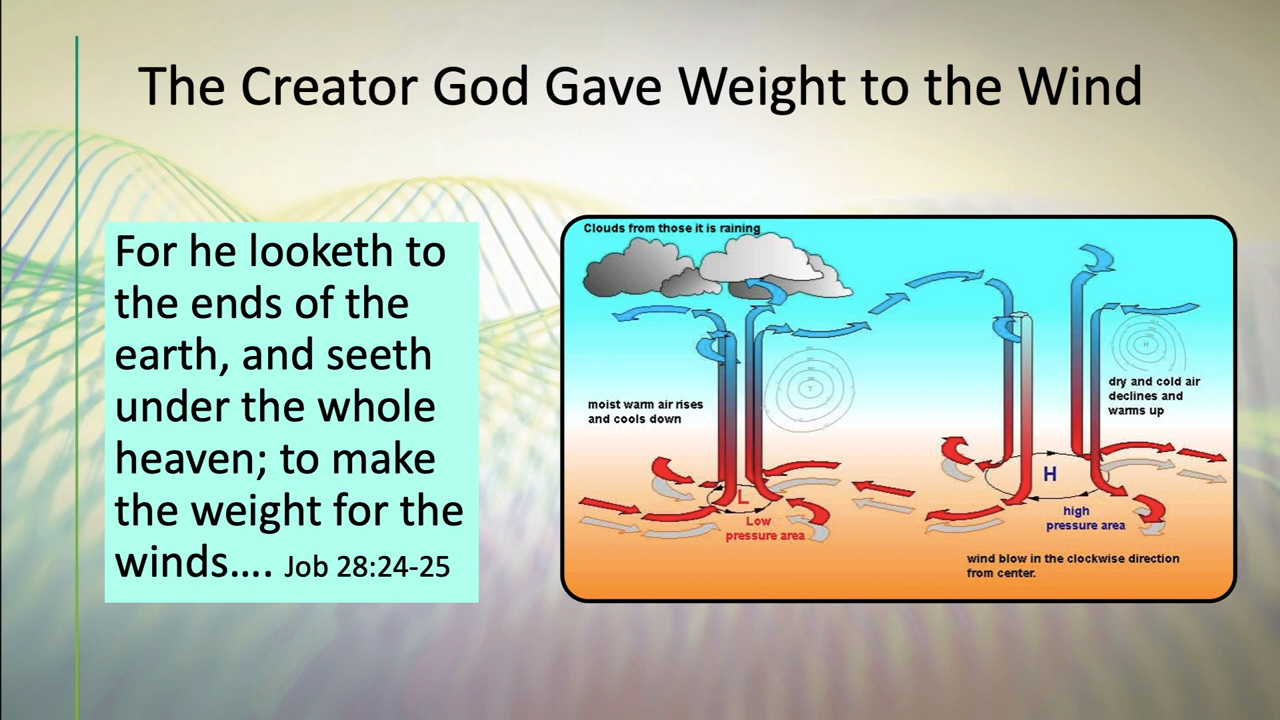 The Creator God Gave Weight to the Wind
For he looketh to
the ends of the
earth, and seeth
under the whole
heaven; to make
the weight for the
winds.... Job 28:24-25
Clouds from those it is raining
moist warm air rises
and cools down
L
Low
pressure area
dry and cold air
declines and
warms up
H
H
high
pressure area
wind blow in the clockwise direction
from center.